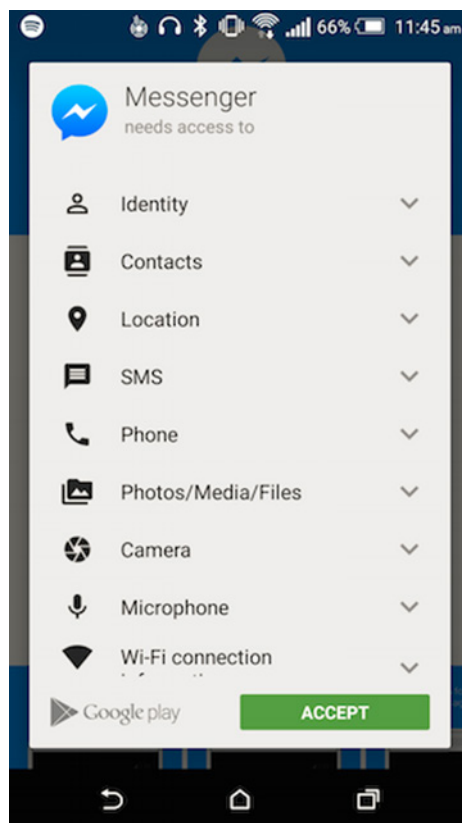 66% 11:45 am
Messenger
needs access to
Identity
Contacts
Location
SMS
Phone
Photos/Media/Files
Camera
Microphone
Wi-Fi connection
Google play ACCEPT